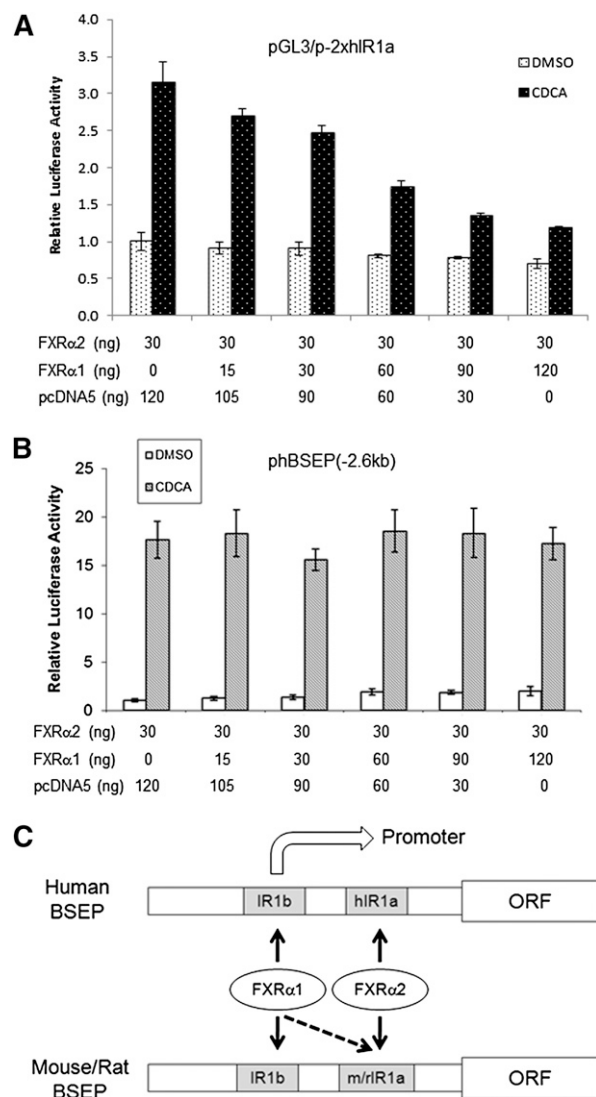 A
pGL3/p-2xhIR1a
DMSO
CDCA
Relative Luciferase Activity
4.0
3.5
3.0
2.5
2.0
1.5
1.0
0.5
0.0
FXRα2 (ng) 30 30 30 30 30 30
FXRα1 (ng) 0 15 30 60 90 120
pcDNA5 (ng) 120 105 90 60 30 0
B
phBSEP(-2.6kb)
DMSO
CDCA
Relative Luciferase Activity
25
20
15
10
5
0
FXRα2 (ng) 30 30 30 30 30 30
FXRα1 (ng) 0 15 30 60 90 120
pcDNA5 (ng) 120 105 90 60 30 0
C
Promoter
Human
BSEP
IR1b hIR1a ORF
FXRα1 FXRα2
Mouse/Rat
BSEP
IR1b m/rIR1a ORF